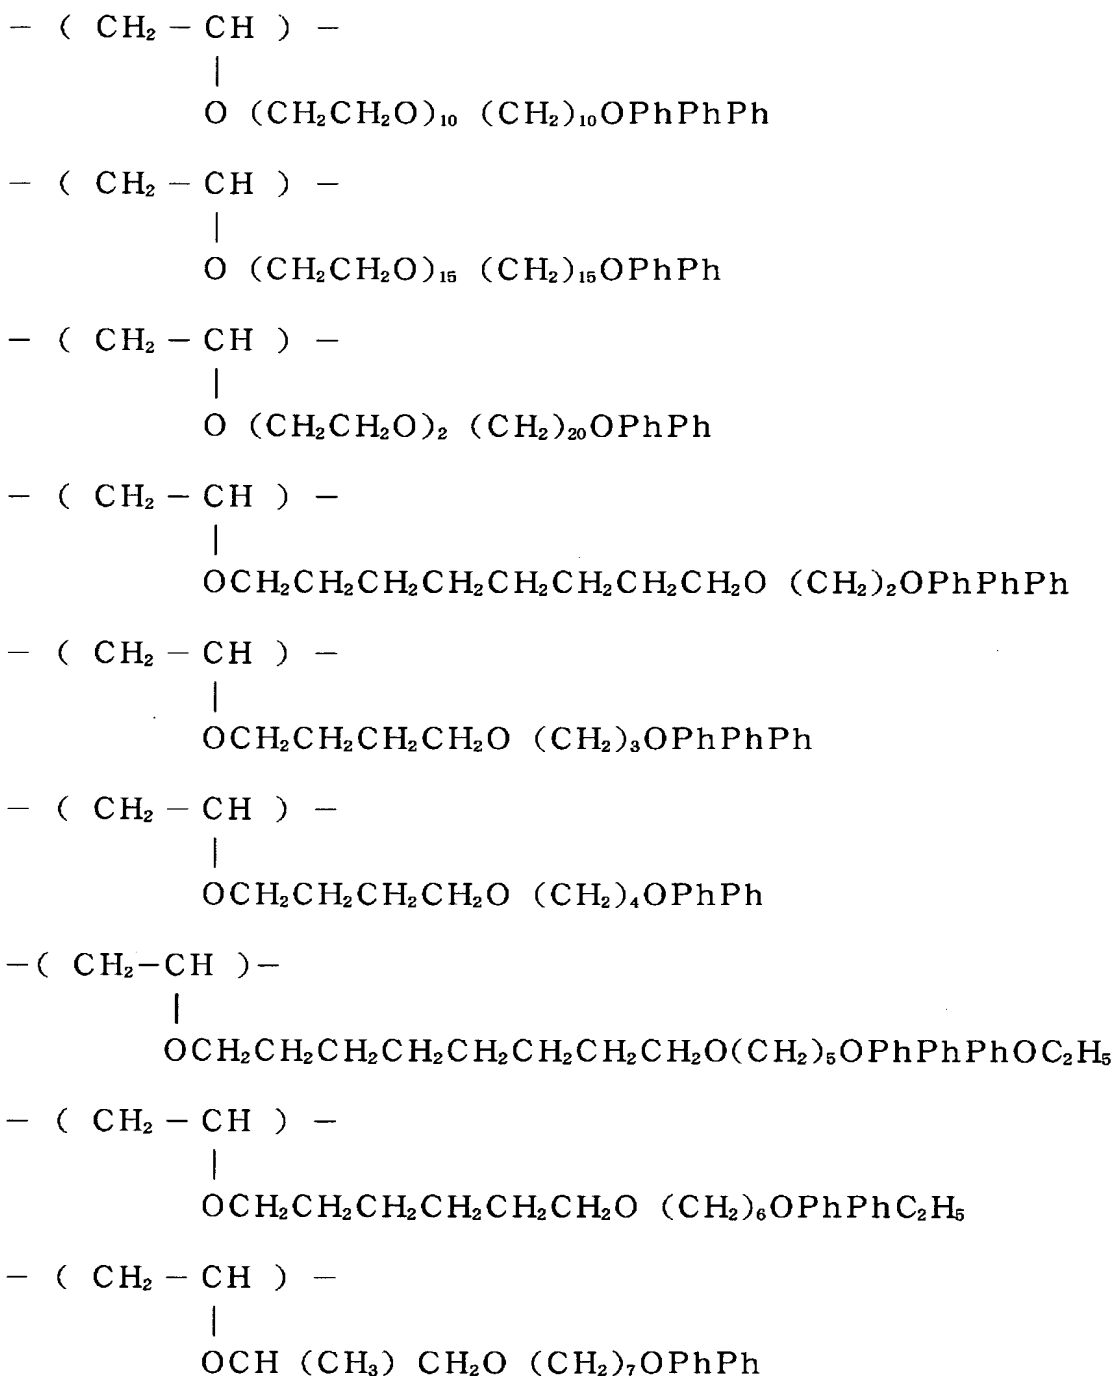 — ( CH₂ — CH ) —
|
O (CH₂CH₂O)₁₀ (CH₂)₁₀OPhPhPh
— ( CH₂ — CH ) —
|
O (CH₂CH₂O)₁₅ (CH₂)₁₅OPhPh
— ( CH₂ — CH ) —
|
O (CH₂CH₂O)₂ (CH₂)₂₀OPhPh
— ( CH₂ — CH ) —
|
OCH₂CH₂CH₂CH₂CH₂CH₂CH₂CH₂O (CH₂)₂OPhPhPh
— ( CH₂ — CH ) —
|
OCH₂CH₂CH₂CH₂O (CH₂)₃OPhPhPh
— ( CH₂ — CH ) —
|
OCH₂CH₂CH₂CH₂O (CH₂)₄OPhPh
—( CH₂—CH )—
|
OCH₂CH₂CH₂CH₂CH₂CH₂CH₂CH₂O(CH₂)₅OPhPhPhOC₂H₅
— ( CH₂ — CH ) —
|
OCH₂CH₂CH₂CH₂CH₂CH₂O (CH₂)₆OPhPhC₂H₅
— ( CH₂ — CH ) —
|
OCH (CH₃) CH₂O (CH₂)₇OPhPh